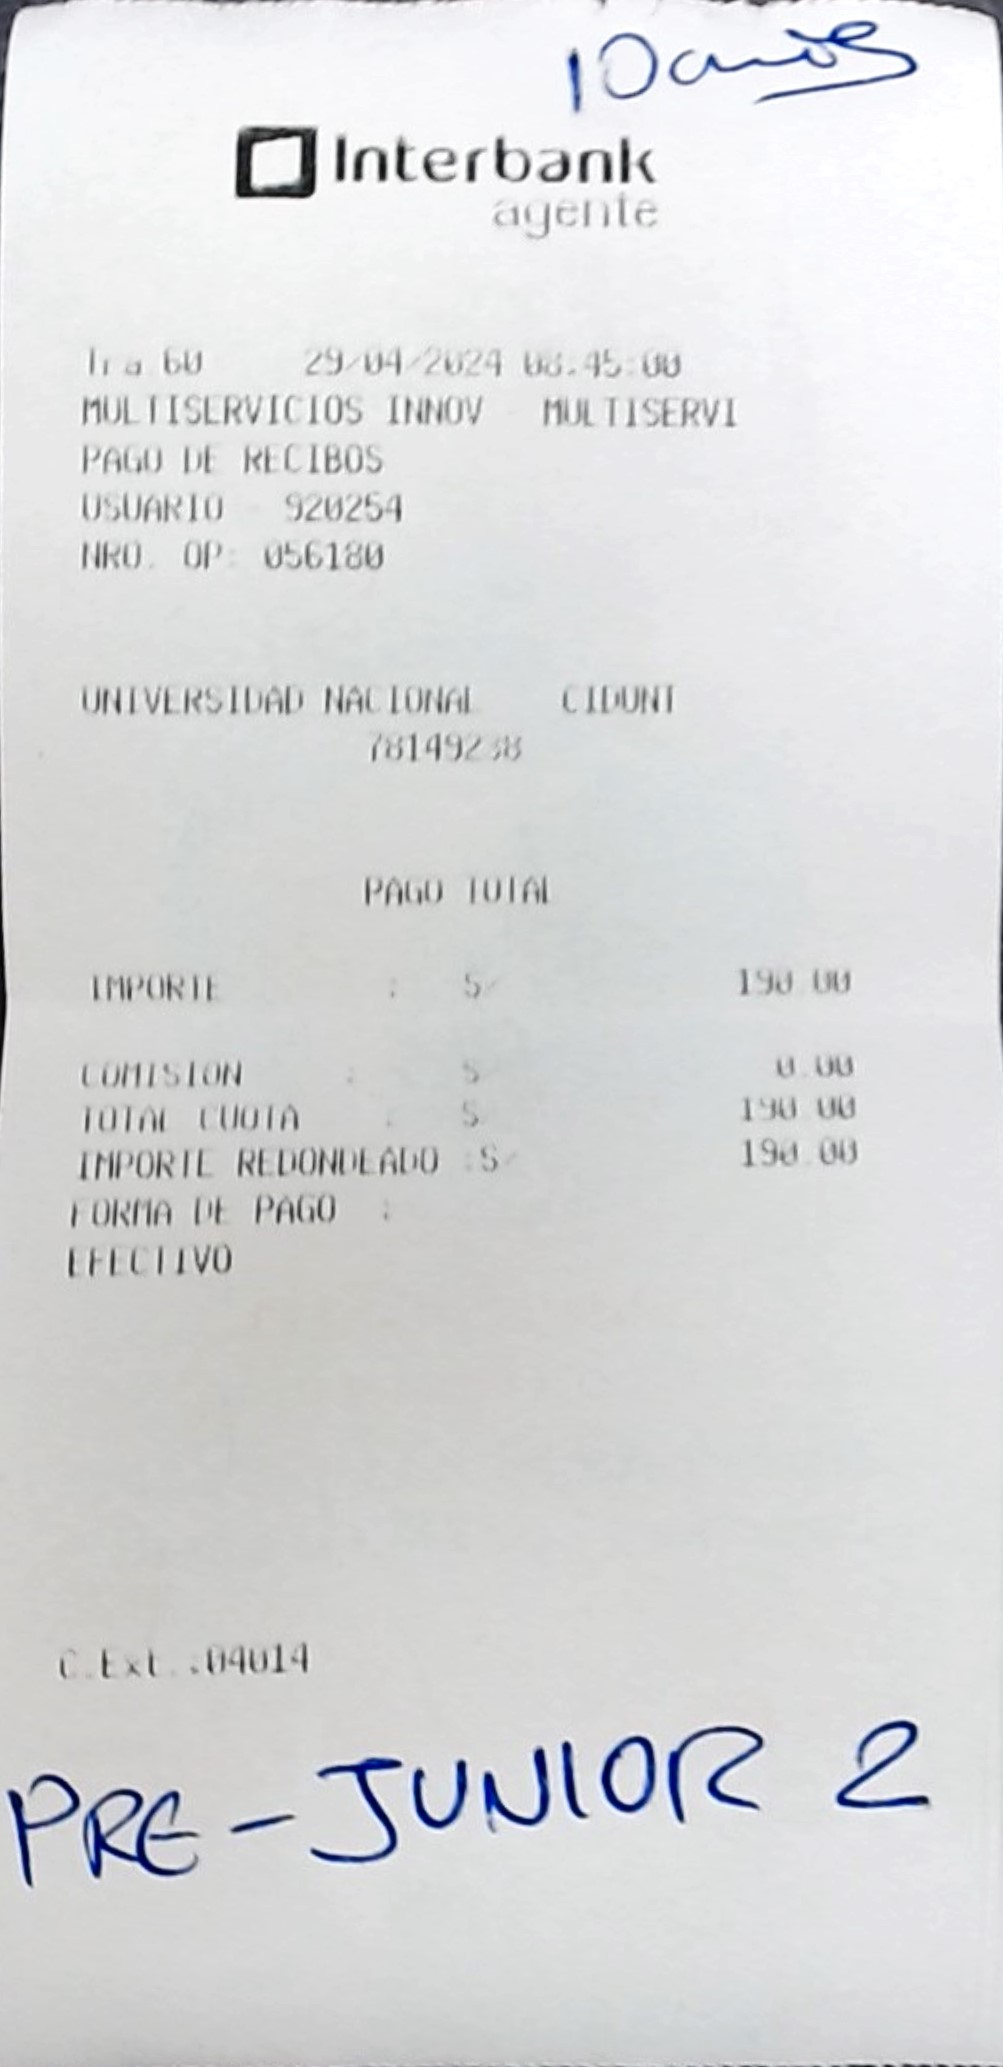 10 años
Interbank
agente
Tra 60 29/04/2024 08:45:00
MULTISERVICIOS INNOV MULTISERVI
PAGO DE RECIBOS
USUARIO 920254
NRO. OP: 056180
UNIVERSIDAD NACIONAL CIDUNT
78149238
PAGO TOTAL
IMPORTE : S/ 190.00
COMISION : S 0.00
TOTAL CUOTA : S 190.00
IMPORTE REDONDEADO :S/ 190.00
FORMA DE PAGO :
EFECTIVO
C.Ext.:04014
PRE-JUNIOR 2